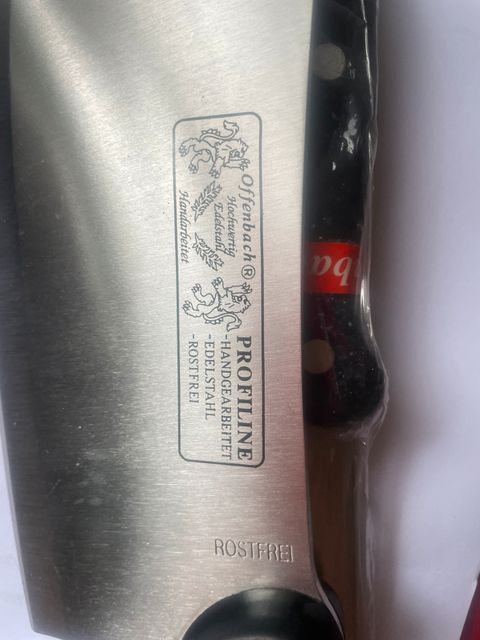 Offenbach®
Hochwertig
Edelstahl
Handarbeitet
PROFILINE
-HANDGEARBEITET
-EDELSTAHL
-ROSTFREI
ROSTFREI